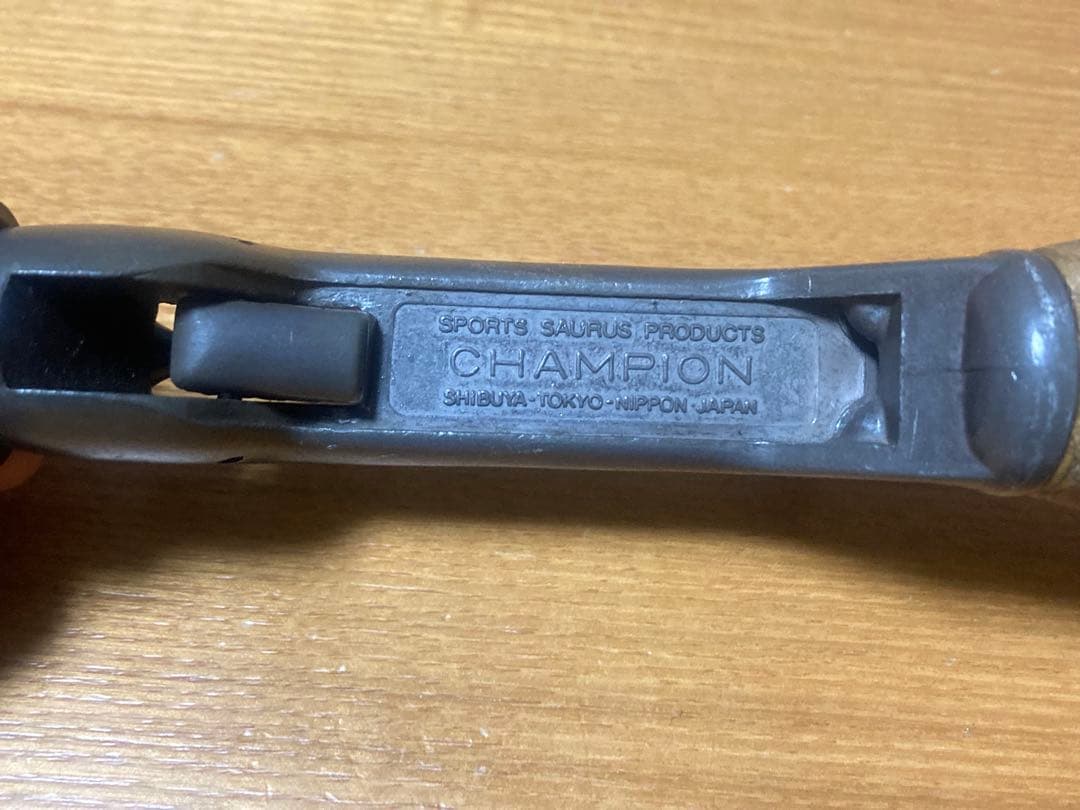 SPORTS SAURUS PRODUCTS
CHAMPION
SHIBUYA-TOKYO-NIPPON JAPAN